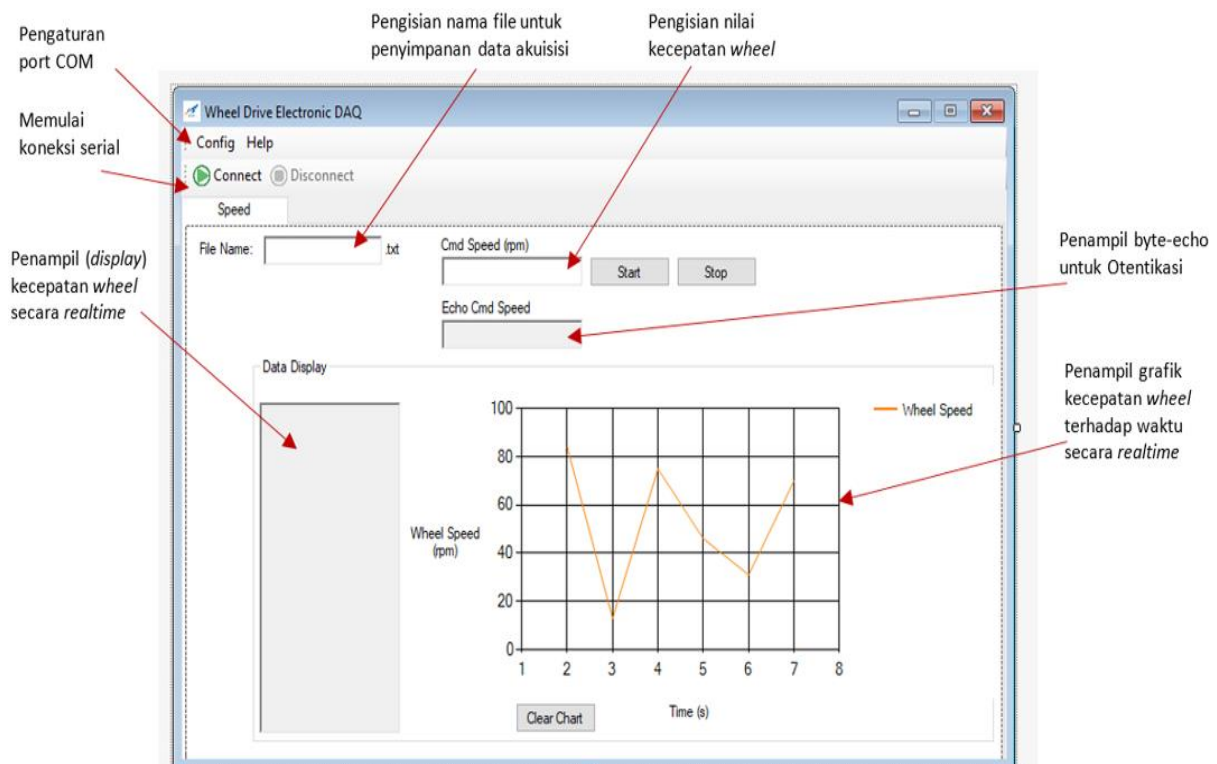 Pengaturan
port COM
Pengisian nama file untuk
penyimpanan data akuisisi
Pengisian nilai
kecepatan wheel
Memulai
koneksi serial
Penampil (display)
kecepatan wheel
secara realtime
Wheel Drive Electronic DAQ
Config Help
Connect Disconnect
Speed
File Name: .txt
Cmd Speed (rpm)
Start Stop
Echo Cmd Speed
Penampil byte-echo
untuk Otentikasi
Data Display
100
80
60
40
20
0
Wheel Speed
(rpm)
1 2 3 4 5 6 7 8
Time (s)
Clear Chart
Wheel Speed
Penampil grafik
kecepatan wheel
terhadap waktu
secara realtime